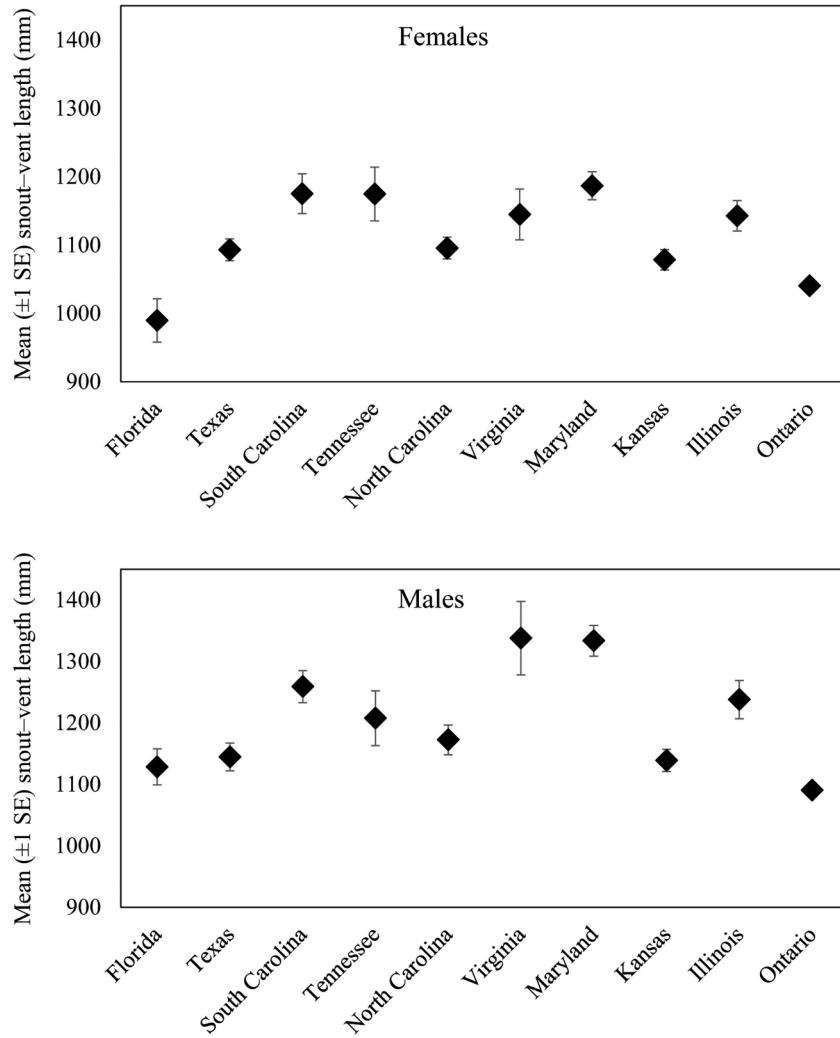 Females
Mean (±1 SE) snout–vent length (mm)
1400
1300
1200
1100
1000
900
Florida
Texas
South Carolina
Tennessee
North Carolina
Virginia
Maryland
Kansas
Illinois
Ontario
Males
Mean (±1 SE) snout–vent length (mm)
1400
1300
1200
1100
1000
900
Florida
Texas
South Carolina
Tennessee
North Carolina
Virginia
Maryland
Kansas
Illinois
Ontario